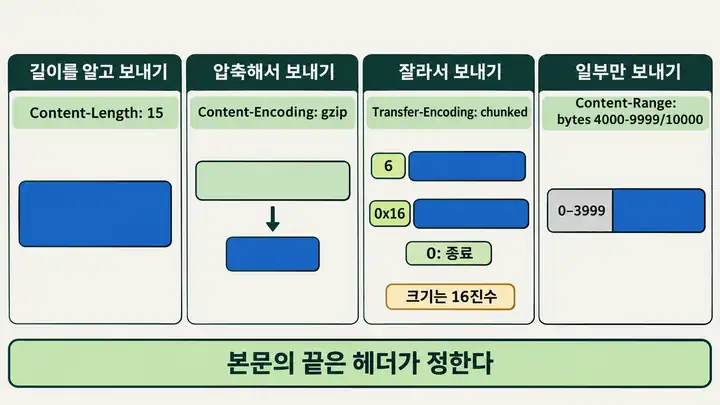 길이를 알고 보내기
Content-Length: 15
압축해서 보내기
Content-Encoding: gzip
잘라서 보내기
Transfer-Encoding: chunked
6
0x16
0: 종료
크기는 16진수
일부만 보내기
Content-Range:
bytes 4000-9999/10000
0–3999
본문의 끝은 헤더가 정한다